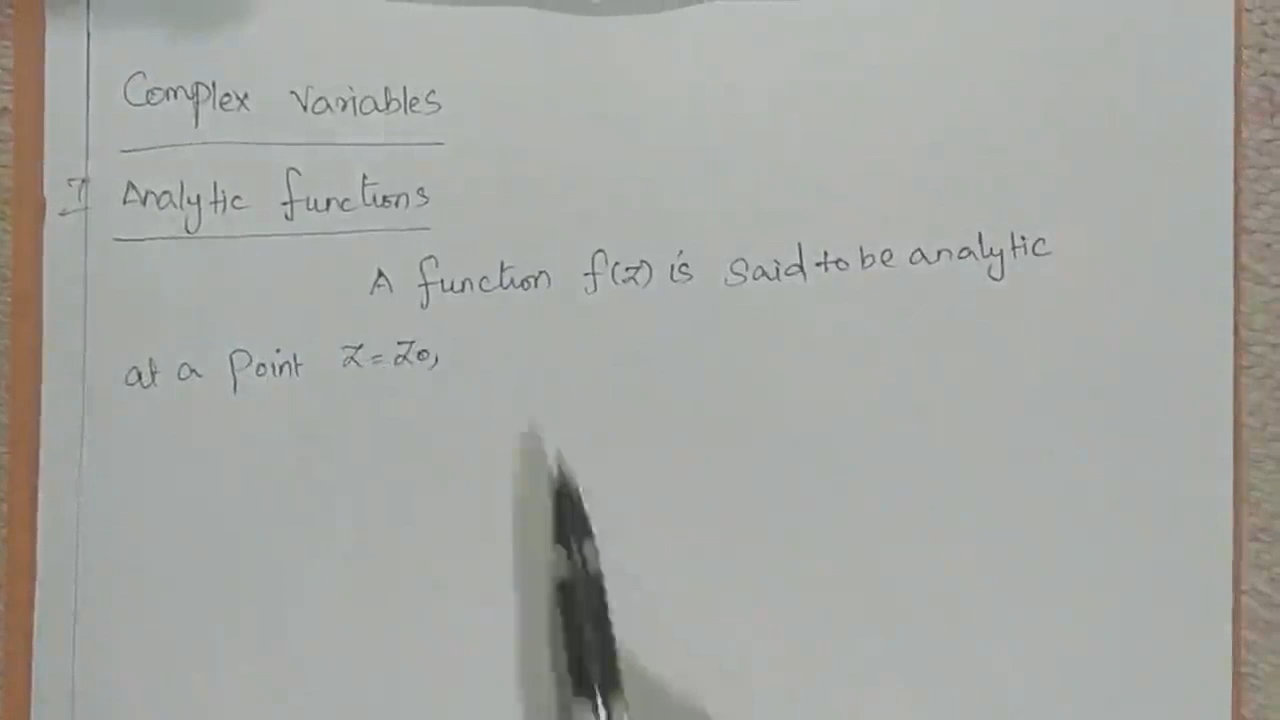 Complex Variables
I Analytic functions
A function f(z) is said to be analytic
at a point z=z0,